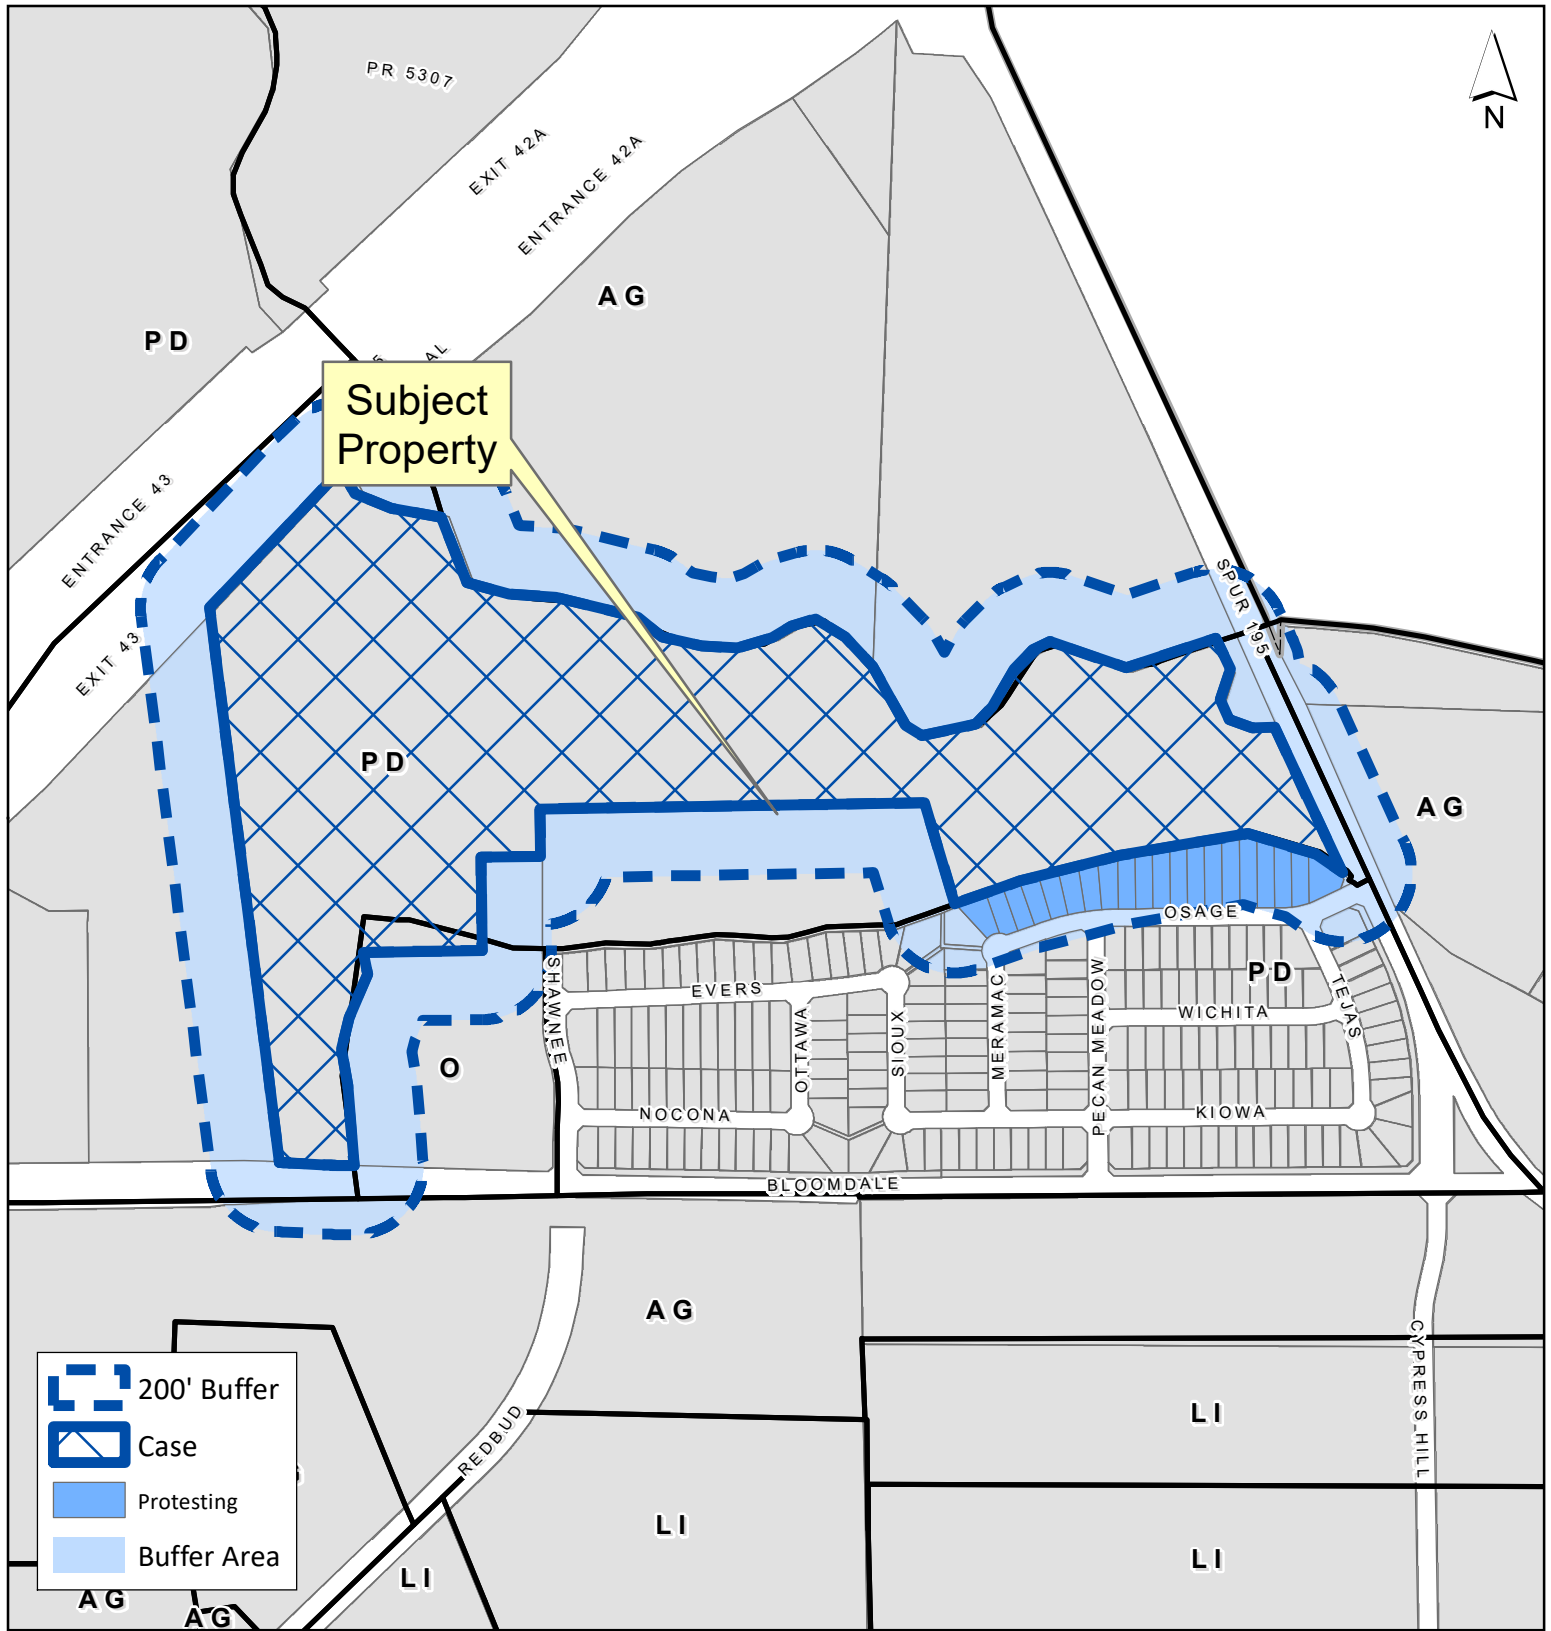 PR 5307
N
EXIT 42A
ENTRANCE 42A
AG
PD
5
AL
Subject
Property
ENTRANCE 43
EXIT 43
SPUR 195
PD
AG
OSAGE
SHAWNEE
EVERS
PD
OTTAWA
SIOUX
MERAMAC
PECAN MEADOW
WICHITA
TEJAS
O
NOCONA
KIOWA
BLOOMDALE
AG
CYPRESS HILL
REDBUD
LI
LI
LI
LI
AG
AG
200' Buffer
Case
Protesting
Buffer Area